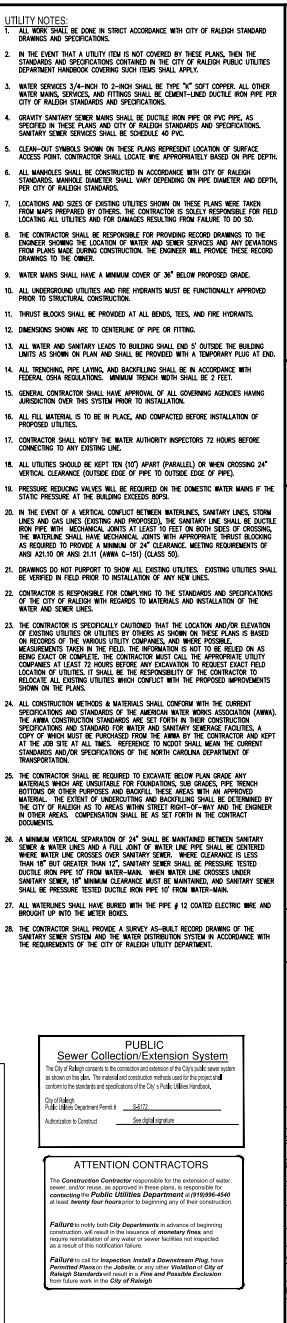 UTILITY NOTES:
1. ALL WORK SHALL BE DONE IN STRICT ACCORDANCE WITH CITY OF RALEIGH STANDARD
DRAWINGS AND SPECIFICATIONS.
2. IN THE EVENT THAT A UTILITY ITEM IS NOT COVERED BY THESE PLANS, THEN THE
STANDARDS AND SPECIFICATIONS CONTAINED IN THE CITY OF RALEIGH PUBLIC UTILITIES
DEPARTMENT HANDBOOK COVERING SUCH ITEMS SHALL APPLY.
3. WATER SERVICES 3/4-INCH TO 2-INCH SHALL BE TYPE "K" SOFT COPPER. ALL OTHER
WATER MAINS, SERVICES, AND FITTINGS SHALL BE CEMENT-LINED DUCTILE IRON PIPE PER
CITY OF RALEIGH STANDARDS AND SPECIFICATIONS.
4. GRAVITY SANITARY SEWER MAINS SHALL BE DUCTILE IRON PIPE OR PVC PIPE, AS
SPECIFIED IN THESE PLANS AND CITY OF RALEIGH STANDARDS AND SPECIFICATIONS.
SANITARY SEWER SERVICES SHALL BE SCHEDULE 40 PVC.
5. CLEAN-OUT SYMBOLS SHOWN ON THESE PLANS REPRESENT LOCATION OF SURFACE
ACCESS POINT. CONTRACTOR SHALL LOCATE WYE APPROPRIATELY BASED ON PIPE DEPTH.
6. ALL MANHOLES SHALL BE CONSTRUCTED IN ACCORDANCE WITH CITY OF RALEIGH
STANDARDS. MANHOLE DIAMETER SHALL VARY DEPENDING ON PIPE DIAMETER AND DEPTH,
PER CITY OF RALEIGH STANDARDS.
7. LOCATIONS AND SIZES OF EXISTING UTILITIES SHOWN ON THESE PLANS WERE TAKEN
FROM MAPS PREPARED BY OTHERS. THE CONTRACTOR IS SOLELY RESPONSIBLE FOR FIELD
LOCATING ALL UTILITIES AND FOR DAMAGES RESULTING FROM FAILURE TO DO SO.
8. THE CONTRACTOR SHALL BE RESPONSIBLE FOR PROVIDING RECORD DRAWINGS TO THE
ENGINEER SHOWING THE LOCATION OF WATER AND SEWER SERVICES AND ANY DEVIATIONS
FROM PLANS MADE DURING CONSTRUCTION. THE ENGINEER WILL PROVIDE THESE RECORD
DRAWINGS TO THE OWNER.
9. WATER MAINS SHALL HAVE A MINIMUM COVER OF 36" BELOW PROPOSED GRADE.
10. ALL UNDERGROUND UTILITIES AND FIRE HYDRANTS MUST BE FUNCTIONALLY APPROVED
PRIOR TO STRUCTURAL CONSTRUCTION.
11. THRUST BLOCKS SHALL BE PROVIDED AT ALL BENDS, TEES, AND FIRE HYDRANTS.
12. DIMENSIONS SHOWN ARE TO CENTERLINE OF PIPE OR FITTING.
13. ALL WATER AND SANITARY LEADS TO BUILDING SHALL END 5' OUTSIDE THE BUILDING
LIMITS AS SHOWN ON PLAN AND SHALL BE PROVIDED WITH A TEMPORARY PLUG AT END.
14. ALL TRENCHING, PIPE LAYING, AND BACKFILLING SHALL BE IN ACCORDANCE WITH
FEDERAL OSHA REGULATIONS. MINIMUM TRENCH WIDTH SHALL BE 2 FEET.
15. GENERAL CONTRACTOR SHALL HAVE APPROVAL OF ALL GOVERNING AGENCIES HAVING
JURISDICTION OVER THIS SYSTEM PRIOR TO INSTALLATION.
16. ALL FILL MATERIAL IS TO BE IN PLACE, AND COMPACTED BEFORE INSTALLATION OF
PROPOSED UTILITIES.
17. CONTRACTOR SHALL NOTIFY THE WATER AUTHORITY INSPECTORS 72 HOURS BEFORE
CONNECTING TO ANY EXISTING LINE.
18. ALL UTILITIES SHOULD BE KEPT TEN (10') APART (PARALLEL) OR WHEN CROSSING 24"
VERTICAL CLEARANCE (OUTSIDE EDGE OF PIPE TO OUTSIDE EDGE OF PIPE).
19. PRESSURE REDUCING VALVES WILL BE REQUIRED ON THE DOMESTIC WATER MAINS IF THE
STATIC PRESSURE AT THE BUILDING EXCEEDS 80PSI.
20. IN THE EVENT OF A VERTICAL CONFLICT BETWEEN WATERLINES, SANITARY LINES, STORM
LINES AND GAS LINES (EXISTING AND PROPOSED), THE SANITARY LINE SHALL BE DUCTILE
IRON PIPE WITH MECHANICAL JOINTS AT LEAST 10 FEET ON BOTH SIDES OF CROSSING,
THE WATERLINE SHALL HAVE MECHANICAL JOINTS WITH APPROPRIATE THRUST BLOCKING
AS REQUIRED TO PROVIDE A MINIMUM OF 24" CLEARANCE. MEETING REQUIREMENTS OF
ANSI A21.10 OR ANSI 21.11 (AWWA C-151) (CLASS 50).
21. DRAWINGS DO NOT PURPORT TO SHOW ALL EXISTING UTILITIES. EXISTING UTILITIES SHALL
BE VERIFIED IN FIELD PRIOR TO INSTALLATION OF ANY NEW LINES.
22. CONTRACTOR IS RESPONSIBLE FOR COMPLYING TO THE STANDARDS AND SPECIFICATIONS
OF THE CITY OF RALEIGH WITH REGARDS TO MATERIALS AND INSTALLATION OF THE
WATER AND SEWER LINES.
23. THE CONTRACTOR IS SPECIFICALLY CAUTIONED THAT THE LOCATION AND/OR ELEVATION
OF EXISTING UTILITIES OR UTILITIES BY OTHERS AS SHOWN ON THESE PLANS IS BASED
ON RECORDS OF THE VARIOUS UTILITY COMPANIES, AND WHERE POSSIBLE,
MEASUREMENTS TAKEN IN THE FIELD. THE INFORMATION IS NOT TO BE RELIED ON AS
BEING EXACT OR COMPLETE. THE CONTRACTOR MUST CALL THE APPROPRIATE UTILITY
COMPANIES AT LEAST 72 HOURS BEFORE ANY EXCAVATION TO REQUEST EXACT FIELD
LOCATION OF UTILITIES. IT SHALL BE THE RESPONSIBILITY OF THE CONTRACTOR TO
RELOCATE ALL EXISTING UTILITIES WHICH CONFLICT WITH THE PROPOSED IMPROVEMENTS
SHOWN ON THE PLANS.
24. ALL CONSTRUCTION METHODS & MATERIALS SHALL CONFORM WITH THE CURRENT
SPECIFICATIONS AND STANDARDS OF THE AMERICAN WATER WORKS ASSOCIATION (AWWA).
THE AWWA CONSTRUCTION STANDARDS ARE SET FORTH IN THEIR CONSTRUCTION
SPECIFICATIONS AND STANDARD FOR WATER AND SANITARY SEWERAGE FACILITIES, A
COPY OF WHICH MUST BE PURCHASED FROM THE AWWA BY THE CONTRACTOR AND KEPT
AT THE JOB SITE AT ALL TIMES. REFERENCE TO NCDOT SHALL MEAN THE CURRENT
STANDARDS AND/OR SPECIFICATIONS OF THE NORTH CAROLINA DEPARTMENT OF
TRANSPORTATION.
25. THE CONTRACTOR SHALL BE REQUIRED TO EXCAVATE BELOW PLAN GRADE ANY
MATERIALS WHICH ARE UNSUITABLE FOR FOUNDATIONS, SUB GRADES, PIPE TRENCH
BOTTOMS OR OTHER PURPOSES AND BACKFILL THESE AREAS WITH AN APPROVED
MATERIAL. THE EXTENT OF UNDERCUTTING AND BACKFILLING SHALL BE DETERMINED BY
THE CITY OF RALEIGH AS TO AREAS WITHIN STREET RIGHT-OF-WAY AND THE ENGINEER
IN OTHER AREAS. COMPENSATION SHALL BE AS SET FORTH IN THE CONTRACT
DOCUMENTS.
26. A MINIMUM VERTICAL SEPARATION OF 24" SHALL BE MAINTAINED BETWEEN SANITARY
SEWER & WATER LINES AND A FULL JOINT OF WATER LINE PIPE SHALL BE CENTERED
WHERE WATER LINE CROSSES OVER SANITARY SEWER. WHERE CLEARANCE IS LESS
THAN 18" BUT GREATER THAN 12", SANITARY SEWER SHALL BE PRESSURE TESTED
DUCTILE IRON PIPE 10' FROM WATER-MAIN. WHEN WATER LINE CROSSES UNDER
SANITARY SEWER, 18" MINIMUM CLEARANCE MUST BE MAINTAINED, AND SANITARY SEWER
SHALL BE PRESSURE TESTED DUCTILE IRON PIPE 10' FROM WATER-MAIN.
27. ALL WATERLINES SHALL HAVE BURIED WITH THE PIPE # 12 COATED ELECTRIC WIRE AND
BROUGHT UP INTO THE METER BOXES.
28. THE CONTRACTOR SHALL PROVIDE A SURVEY AS-BUILT RECORD DRAWING OF THE
SANITARY SEWER SYSTEM AND THE WATER DISTRIBUTION SYSTEM IN ACCORDANCE WITH
THE REQUIREMENTS OF THE CITY OF RALEIGH UTILITY DEPARTMENT.
PUBLIC
Sewer Collection/Extension System
The City of Raleigh consents to the connection and extension of the City's public sewer system
as shown on this plan. The material and construction methods used for this project shall
conform to the standards and specifications of the City's Public Utilities Handbook.
City of Raleigh
Public Utilities Department Permit # S-5172
Authorization to Construct See digital signature
ATTENTION CONTRACTORS
The Construction Contractor responsible for the extension of water,
sewer, and/or reuse, as approved in these plans, is responsible for
contacting the Public Utilities Department at (919)996-4540
at least twenty four hours prior to beginning any of their construction.
Failure to notify both City Departments in advance of beginning
construction, will result in the issuance of monetary fines, and
require reinstallation of any water or sewer facilities not inspected
as a result of this notification failure.
Failure to call for Inspection, Install a Downstream Plug, have
Permitted Plans on the Jobsite, or any other Violation of City of
Raleigh Standards will result in a Fine and Possible Exclusion
from future work in the City of Raleigh.